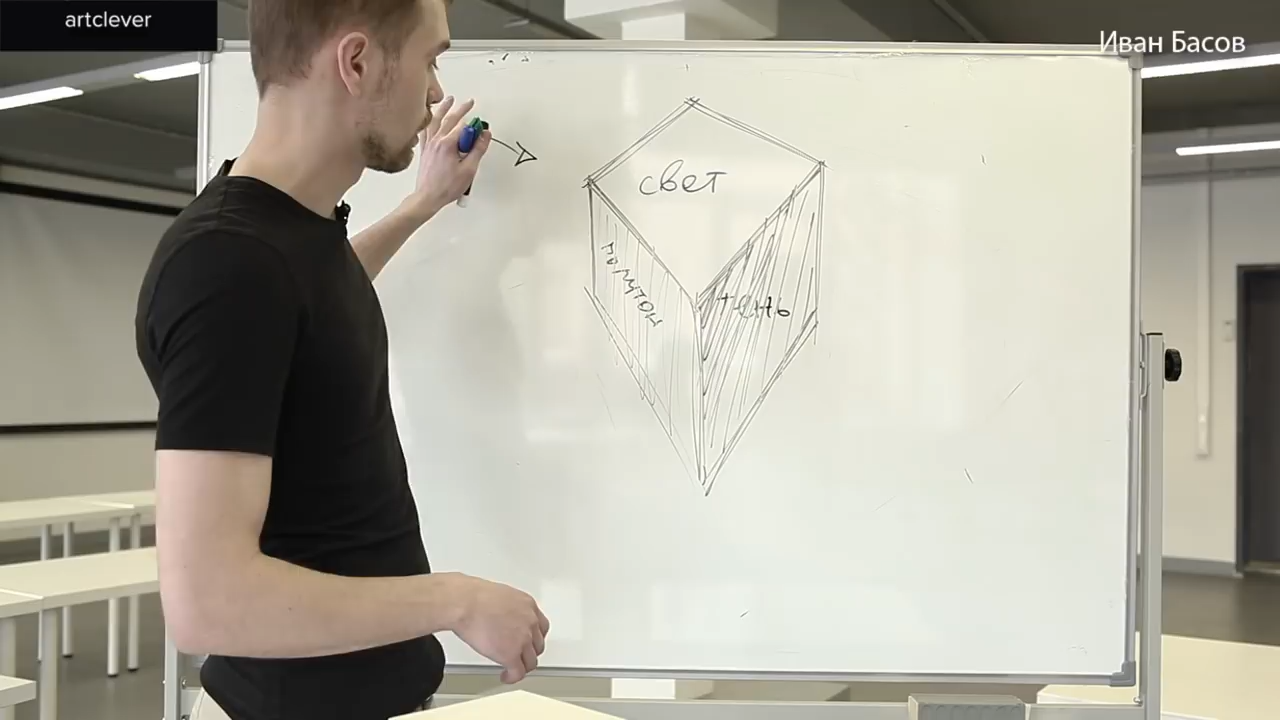 artclever
Иван Басов
свет
полутон
тень